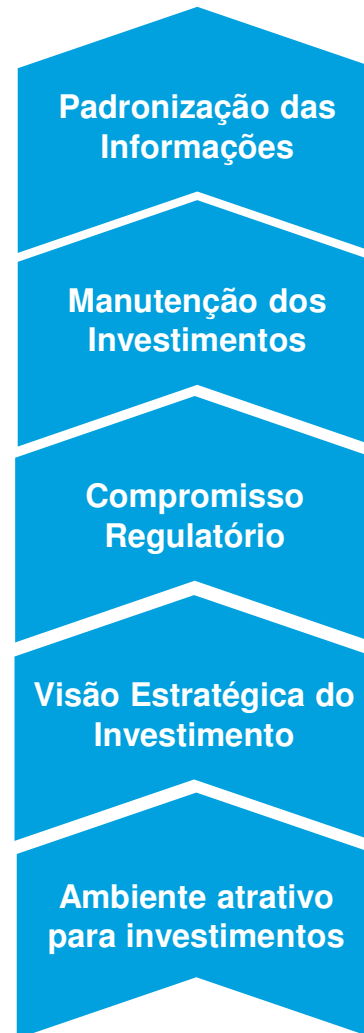 Padronização das
Informações
Manutenção dos
Investimentos
Compromisso
Regulatório
Visão Estratégica do
Investimento
Ambiente atrativo
para investimentos